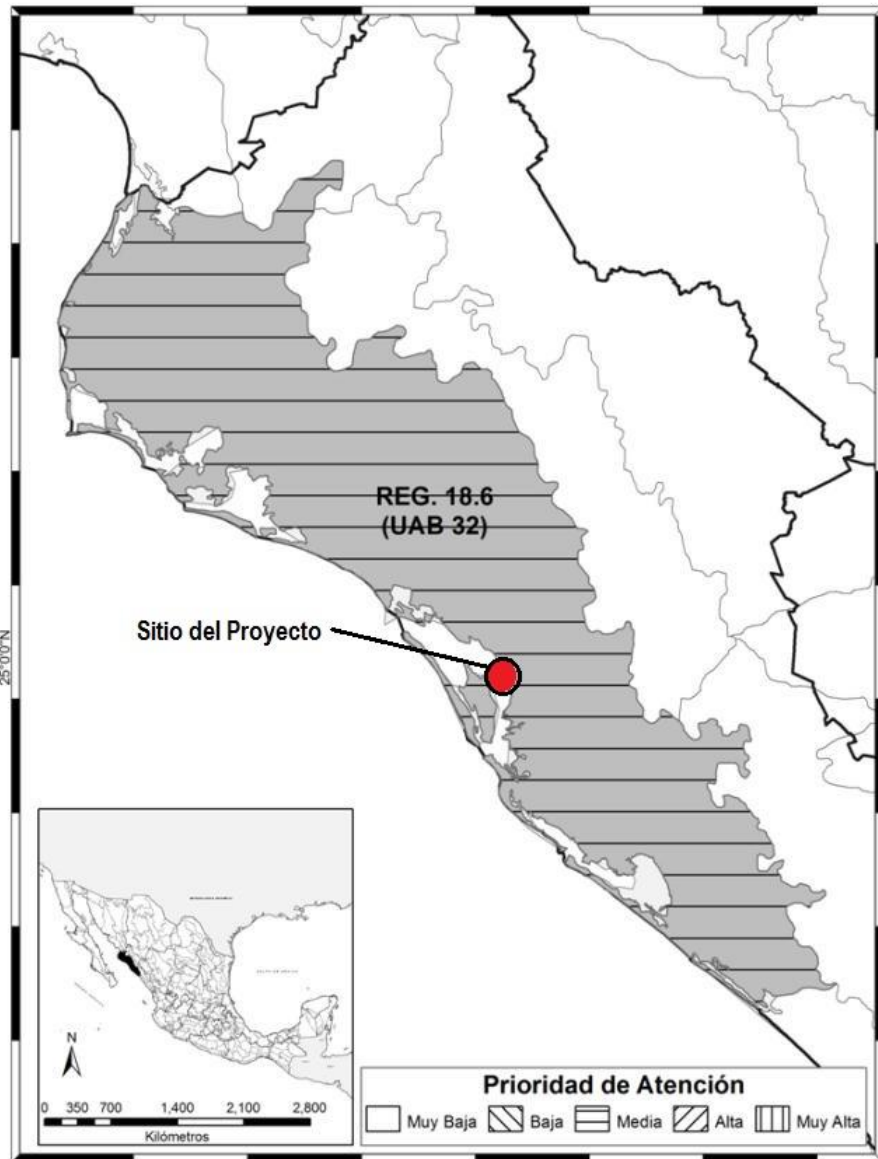 REG. 18.6
(UAB 32)
Sitio del Proyecto
25°0'0"N
N
0 350 700 1,400 2,100 2,800
Kilómetros
Prioridad de Atención
Muy Baja Baja Media Alta Muy Alta